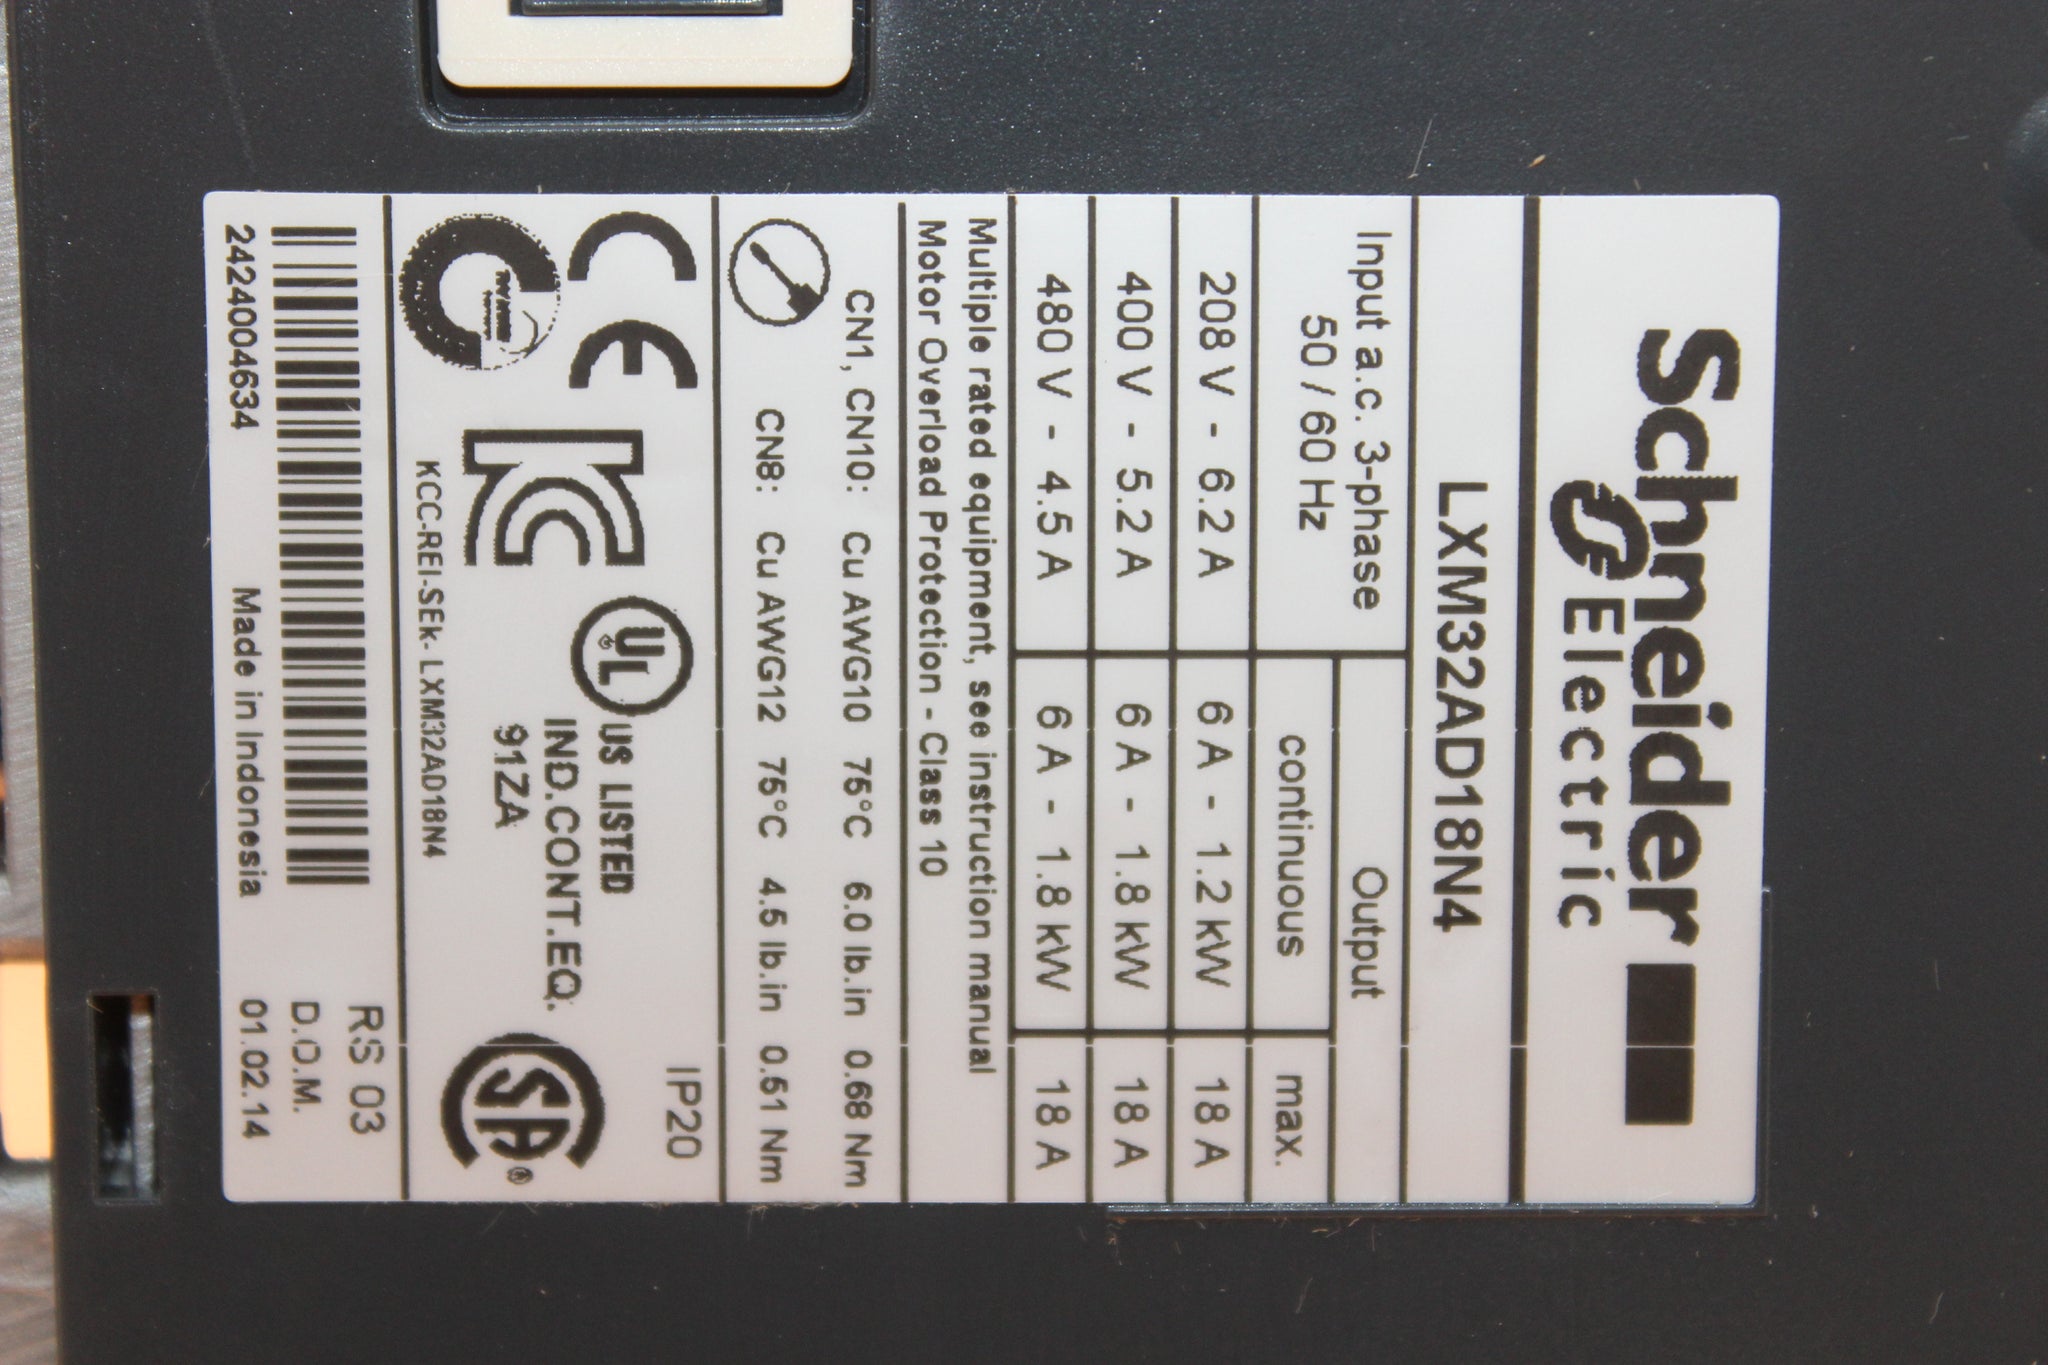 Schneider
Electric
LXM32AD18N4
Input a.c. 3-phase
50 / 60 Hz
Output
continuous
max.
208 V - 6.2 A
6 A - 1.2 kW
18 A
400 V - 5.2 A
6 A - 1.8 kW
18 A
480 V - 4.5 A
6 A - 1.8 kW
18 A
Multiple rated equipment, see instruction manual
Motor Overload Protection - Class 10
CN1, CN10: Cu AWG10 75°C 6.0 lb.in 0.68 Nm
CN8: Cu AWG12 75°C 4.5 lb.in 0.51 Nm
CE
IP20
UL
US LISTED
IND.CONT.EQ.
91ZA
KC
SA®
KCC-REI-SEk- LXM32AD18N4
RS 03
D.O.M.
2424004634 Made in Indonesia 01.02.14